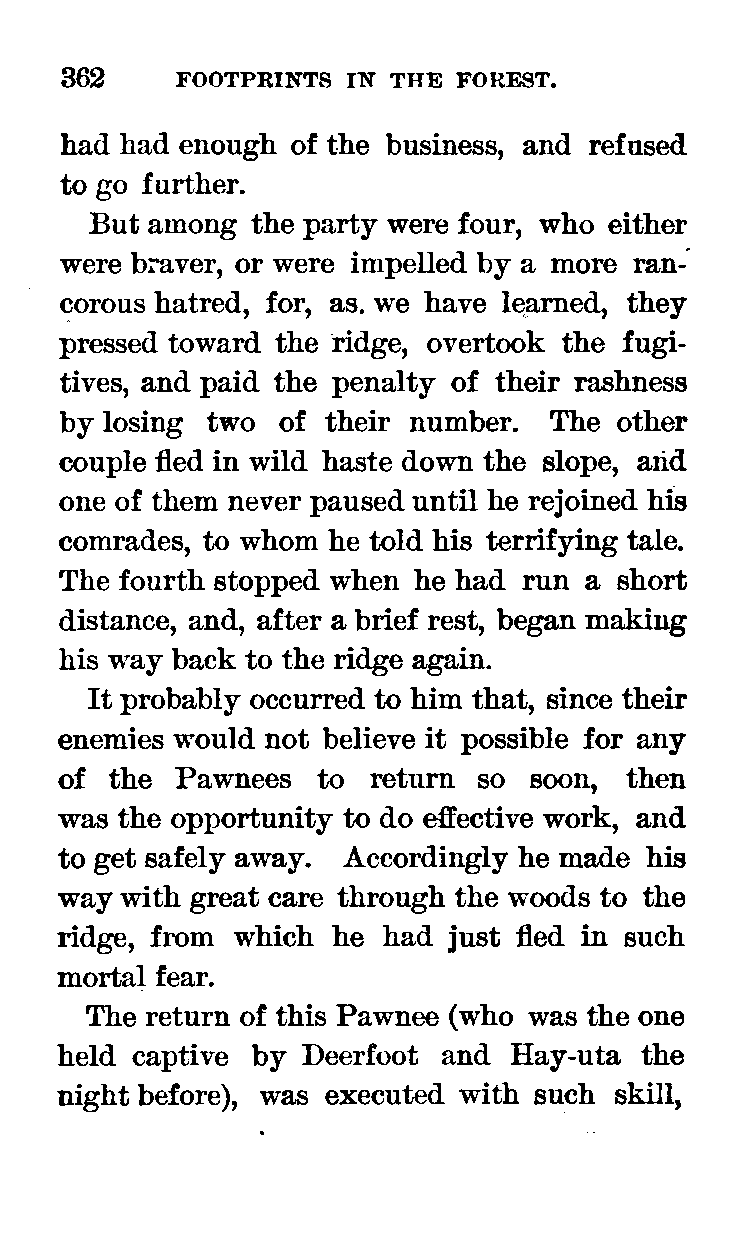 362 FOOTPRINTS IN THE FOREST.
had had enough of the business, and refused
to go further.
But among the party were four, who either
were braver, or were impelled by a more ran-
corous hatred, for, as. we have learned, they
pressed toward the ridge, overtook the fugi-
tives, and paid the penalty of their rashness
by losing two of their number. The other
couple fled in wild haste down the slope, and
one of them never paused until he rejoined his
comrades, to whom he told his terrifying tale.
The fourth stopped when he had run a short
distance, and, after a brief rest, began making
his way back to the ridge again.
It probably occurred to him that, since their
enemies would not believe it possible for any
of the Pawnees to return so soon, then
was the opportunity to do effective work, and
to get safely away. Accordingly he made his
way with great care through the woods to the
ridge, from which he had just fled in such
mortal fear.
The return of this Pawnee (who was the one
held captive by Deerfoot and Hay-uta the
night before), was executed with such skill,